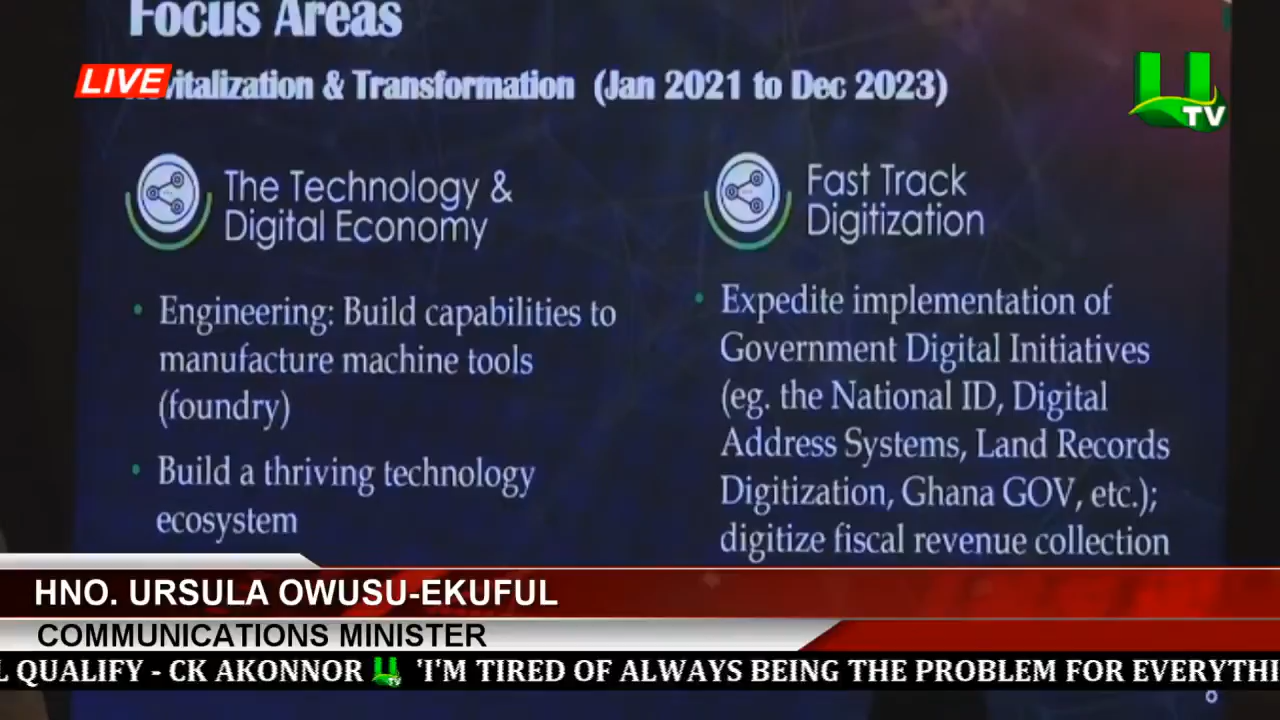 Focus Areas
LIVE
vitalization & Transformation (Jan 2021 to Dec 2023)
U
TV
The Technology &
Digital Economy
Fast Track
Digitization
• Engineering: Build capabilities to
manufacture machine tools
(foundry)
• Build a thriving technology
ecosystem
• Expedite implementation of
Government Digital Initiatives
(eg. the National ID, Digital
Address Systems, Land Records
Digitization, Ghana GOV, etc.);
digitize fiscal revenue collection
HNO. URSULA OWUSU-EKUFUL
COMMUNICATIONS MINISTER
L QUALIFY - CK AKONNOR U TV 'I'M TIRED OF ALWAYS BEING THE PROBLEM FOR EVERYTHI